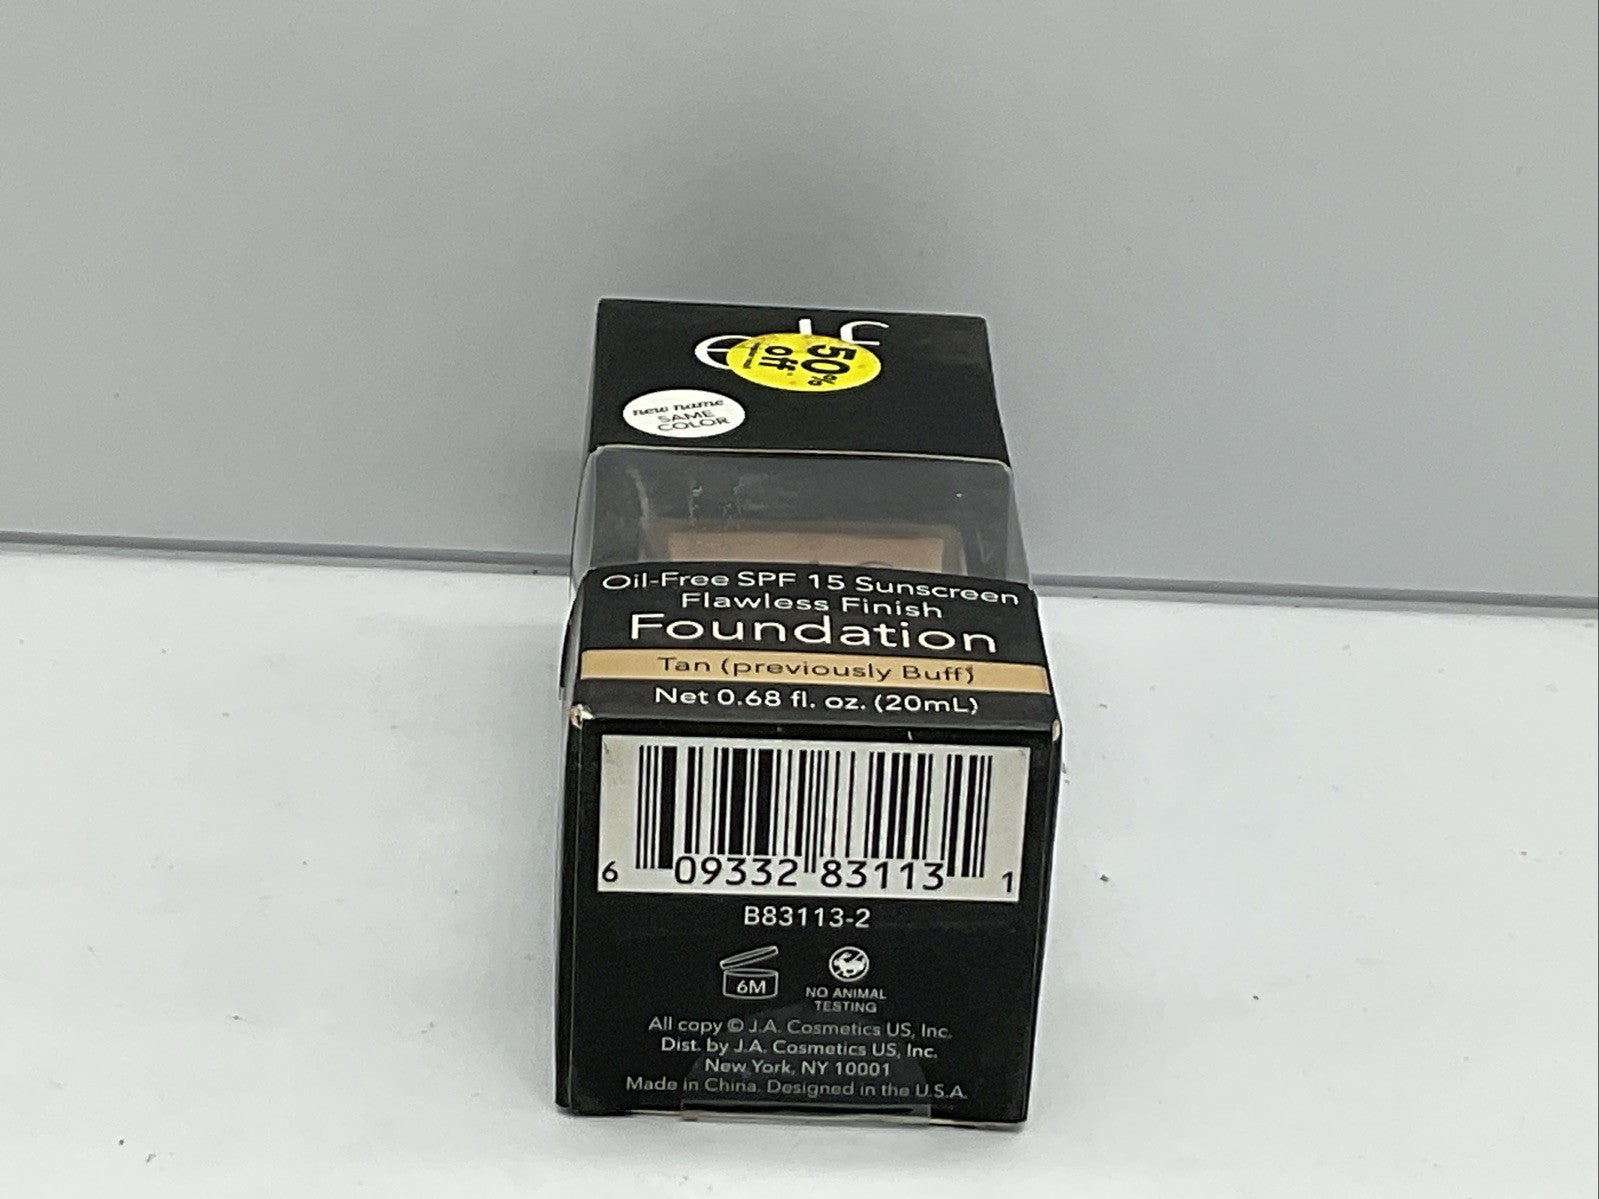 50%
off*
new name
SAME
COLOR
Oil-Free SPF 15 Sunscreen
Flawless Finish
Foundation
Tan (previously Buff)
Net 0.68 fl. oz. (20mL)
6 09332 83113 1
B83113-2
6M
NO ANIMAL
TESTING
All copy © J.A. Cosmetics US, Inc.
Dist. by J.A. Cosmetics US, Inc.
New York, NY 10001
Made in China. Designed in the U.S.A.